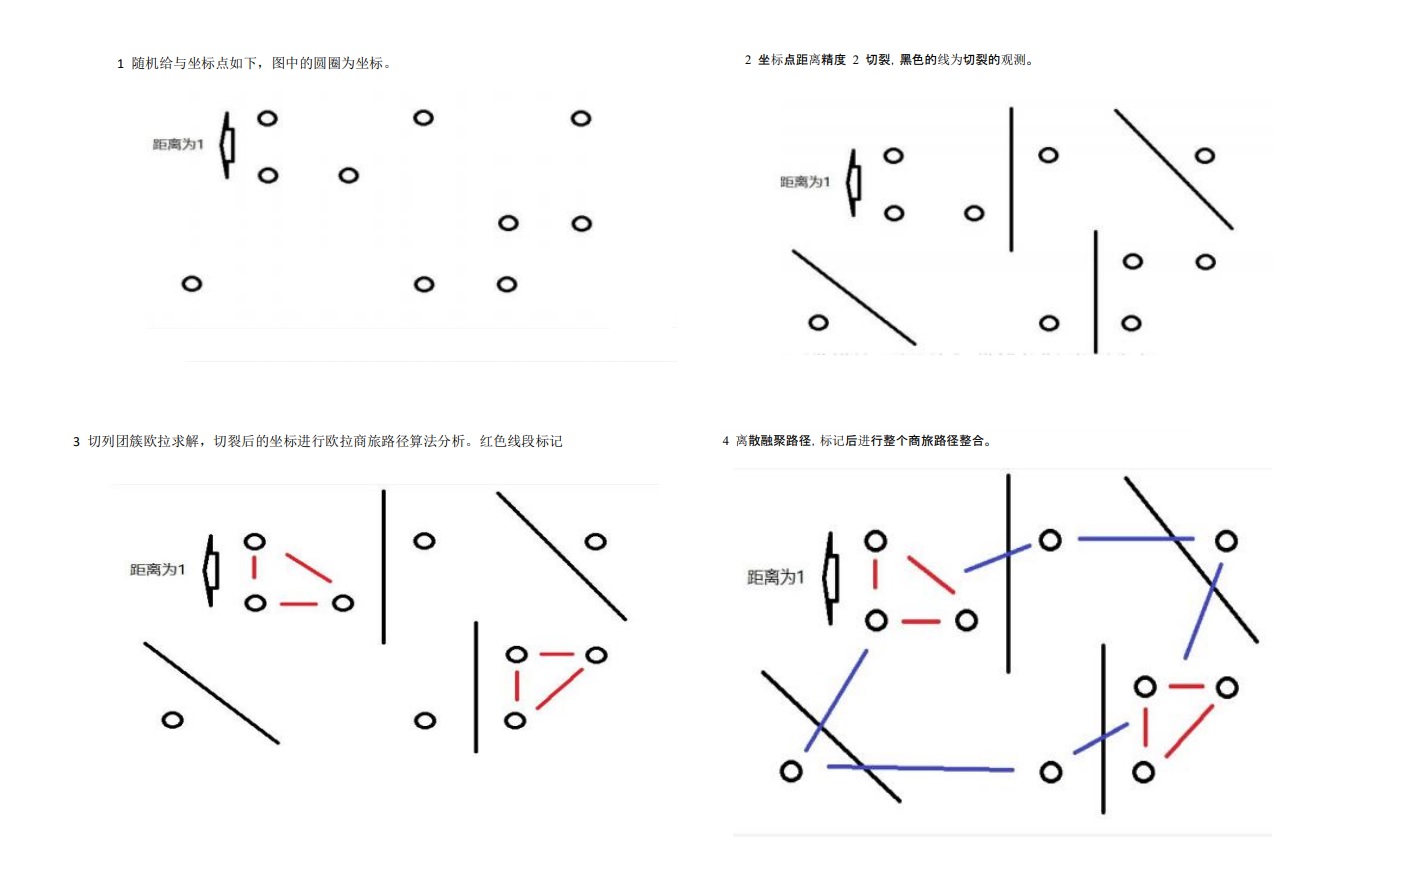 1 随机给与坐标点如下，图中的圆圈为坐标。
距离为1
2 坐标点距离精度 2 切裂, 黑色的线为切裂的观测。
距离为1
3 切列团簇欧拉求解，切裂后的坐标进行欧拉商旅路径算法分析。红色线段标记
距离为1
4 离散融聚路径, 标记后进行整个商旅路径整合。
距离为1